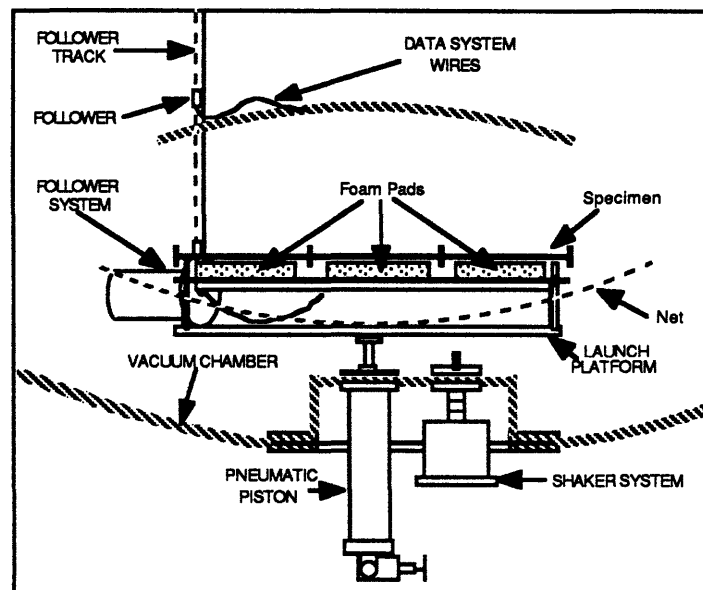 FOLLOWER
TRACK
DATA SYSTEM
WIRES
FOLLOWER
FOLLOWER
SYSTEM
Foam Pads
Specimen
Net
LAUNCH
PLATFORM
VACUUM CHAMBER
PNEUMATIC
PISTON
SHAKER SYSTEM